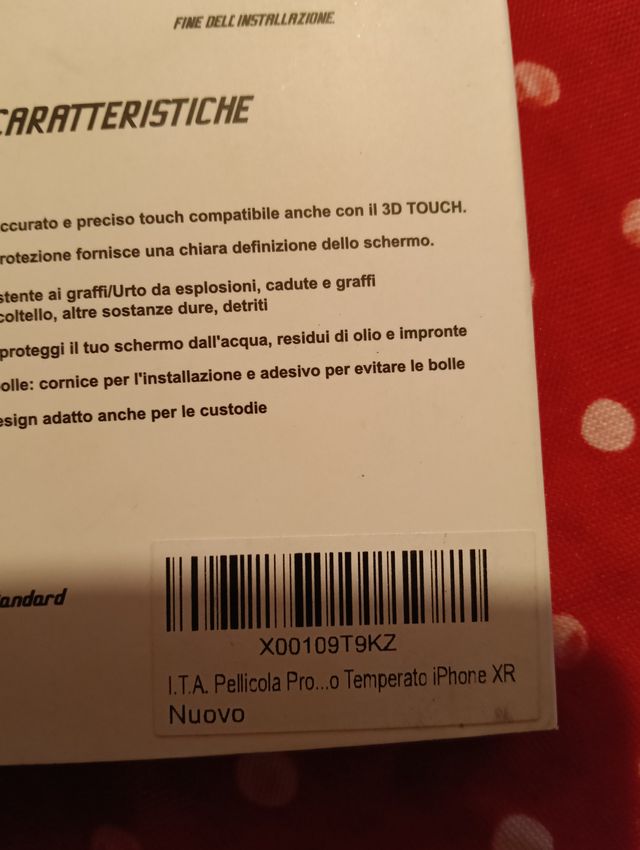 FINE DELL'INSTALLAZIONE.
CARATTERISTICHE
ccurato e preciso touch compatibile anche con il 3D TOUCH.
rotezione fornisce una chiara definizione dello schermo.
stente ai graffi/Urto da esplosioni, cadute e graffi
coltello, altre sostanze dure, detriti
proteggi il tuo schermo dall'acqua, residui di olio e impronte
olle: cornice per l'installazione e adesivo per evitare le bolle
esign adatto anche per le custodie
andard
X00109T9KZ
I.T.A. Pellicola Pro...o Temperato iPhone XR
Nuovo